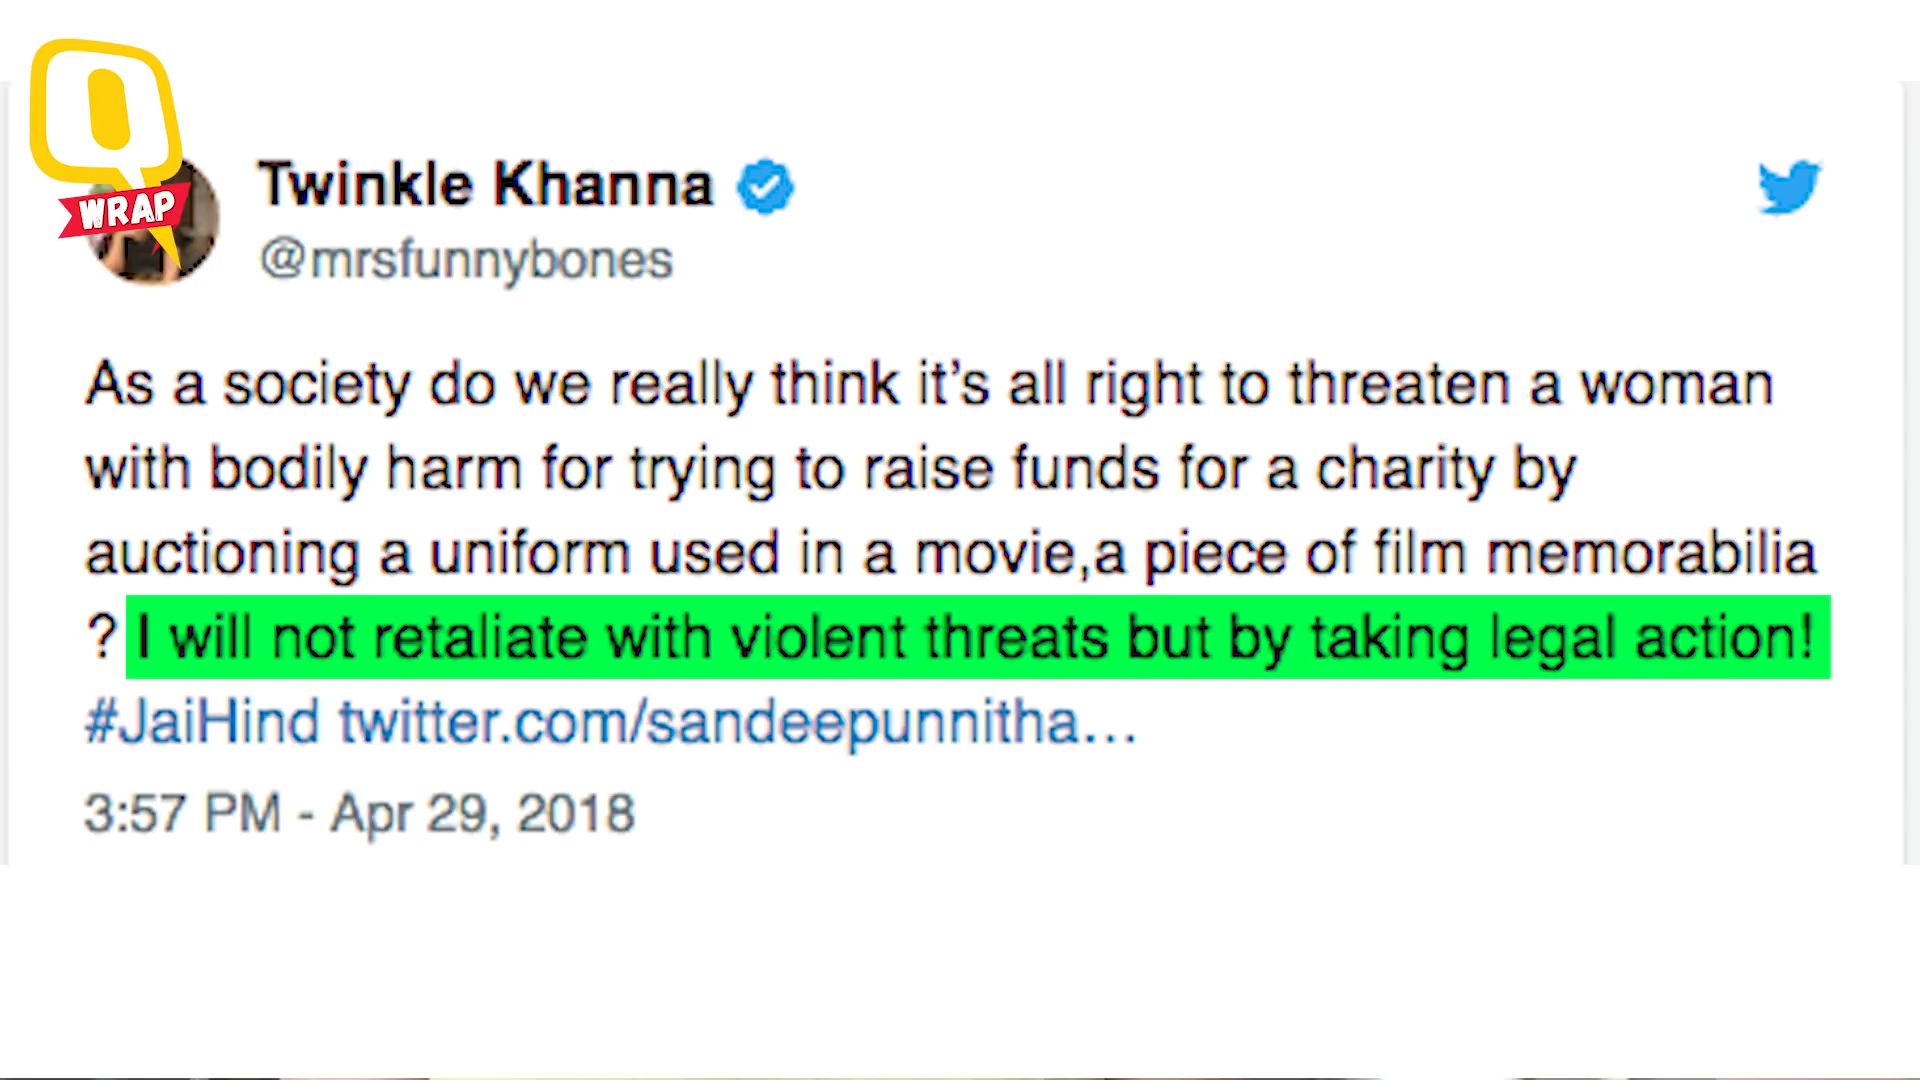 Q
WRAP
Twinkle Khanna
@mrsfunnybones
As a society do we really think it’s all right to threaten a woman
with bodily harm for trying to raise funds for a charity by
auctioning a uniform used in a movie,a piece of film memorabilia
? I will not retaliate with violent threats but by taking legal action!
#JaiHind twitter.com/sandeepunnitha…
3:57 PM - Apr 29, 2018